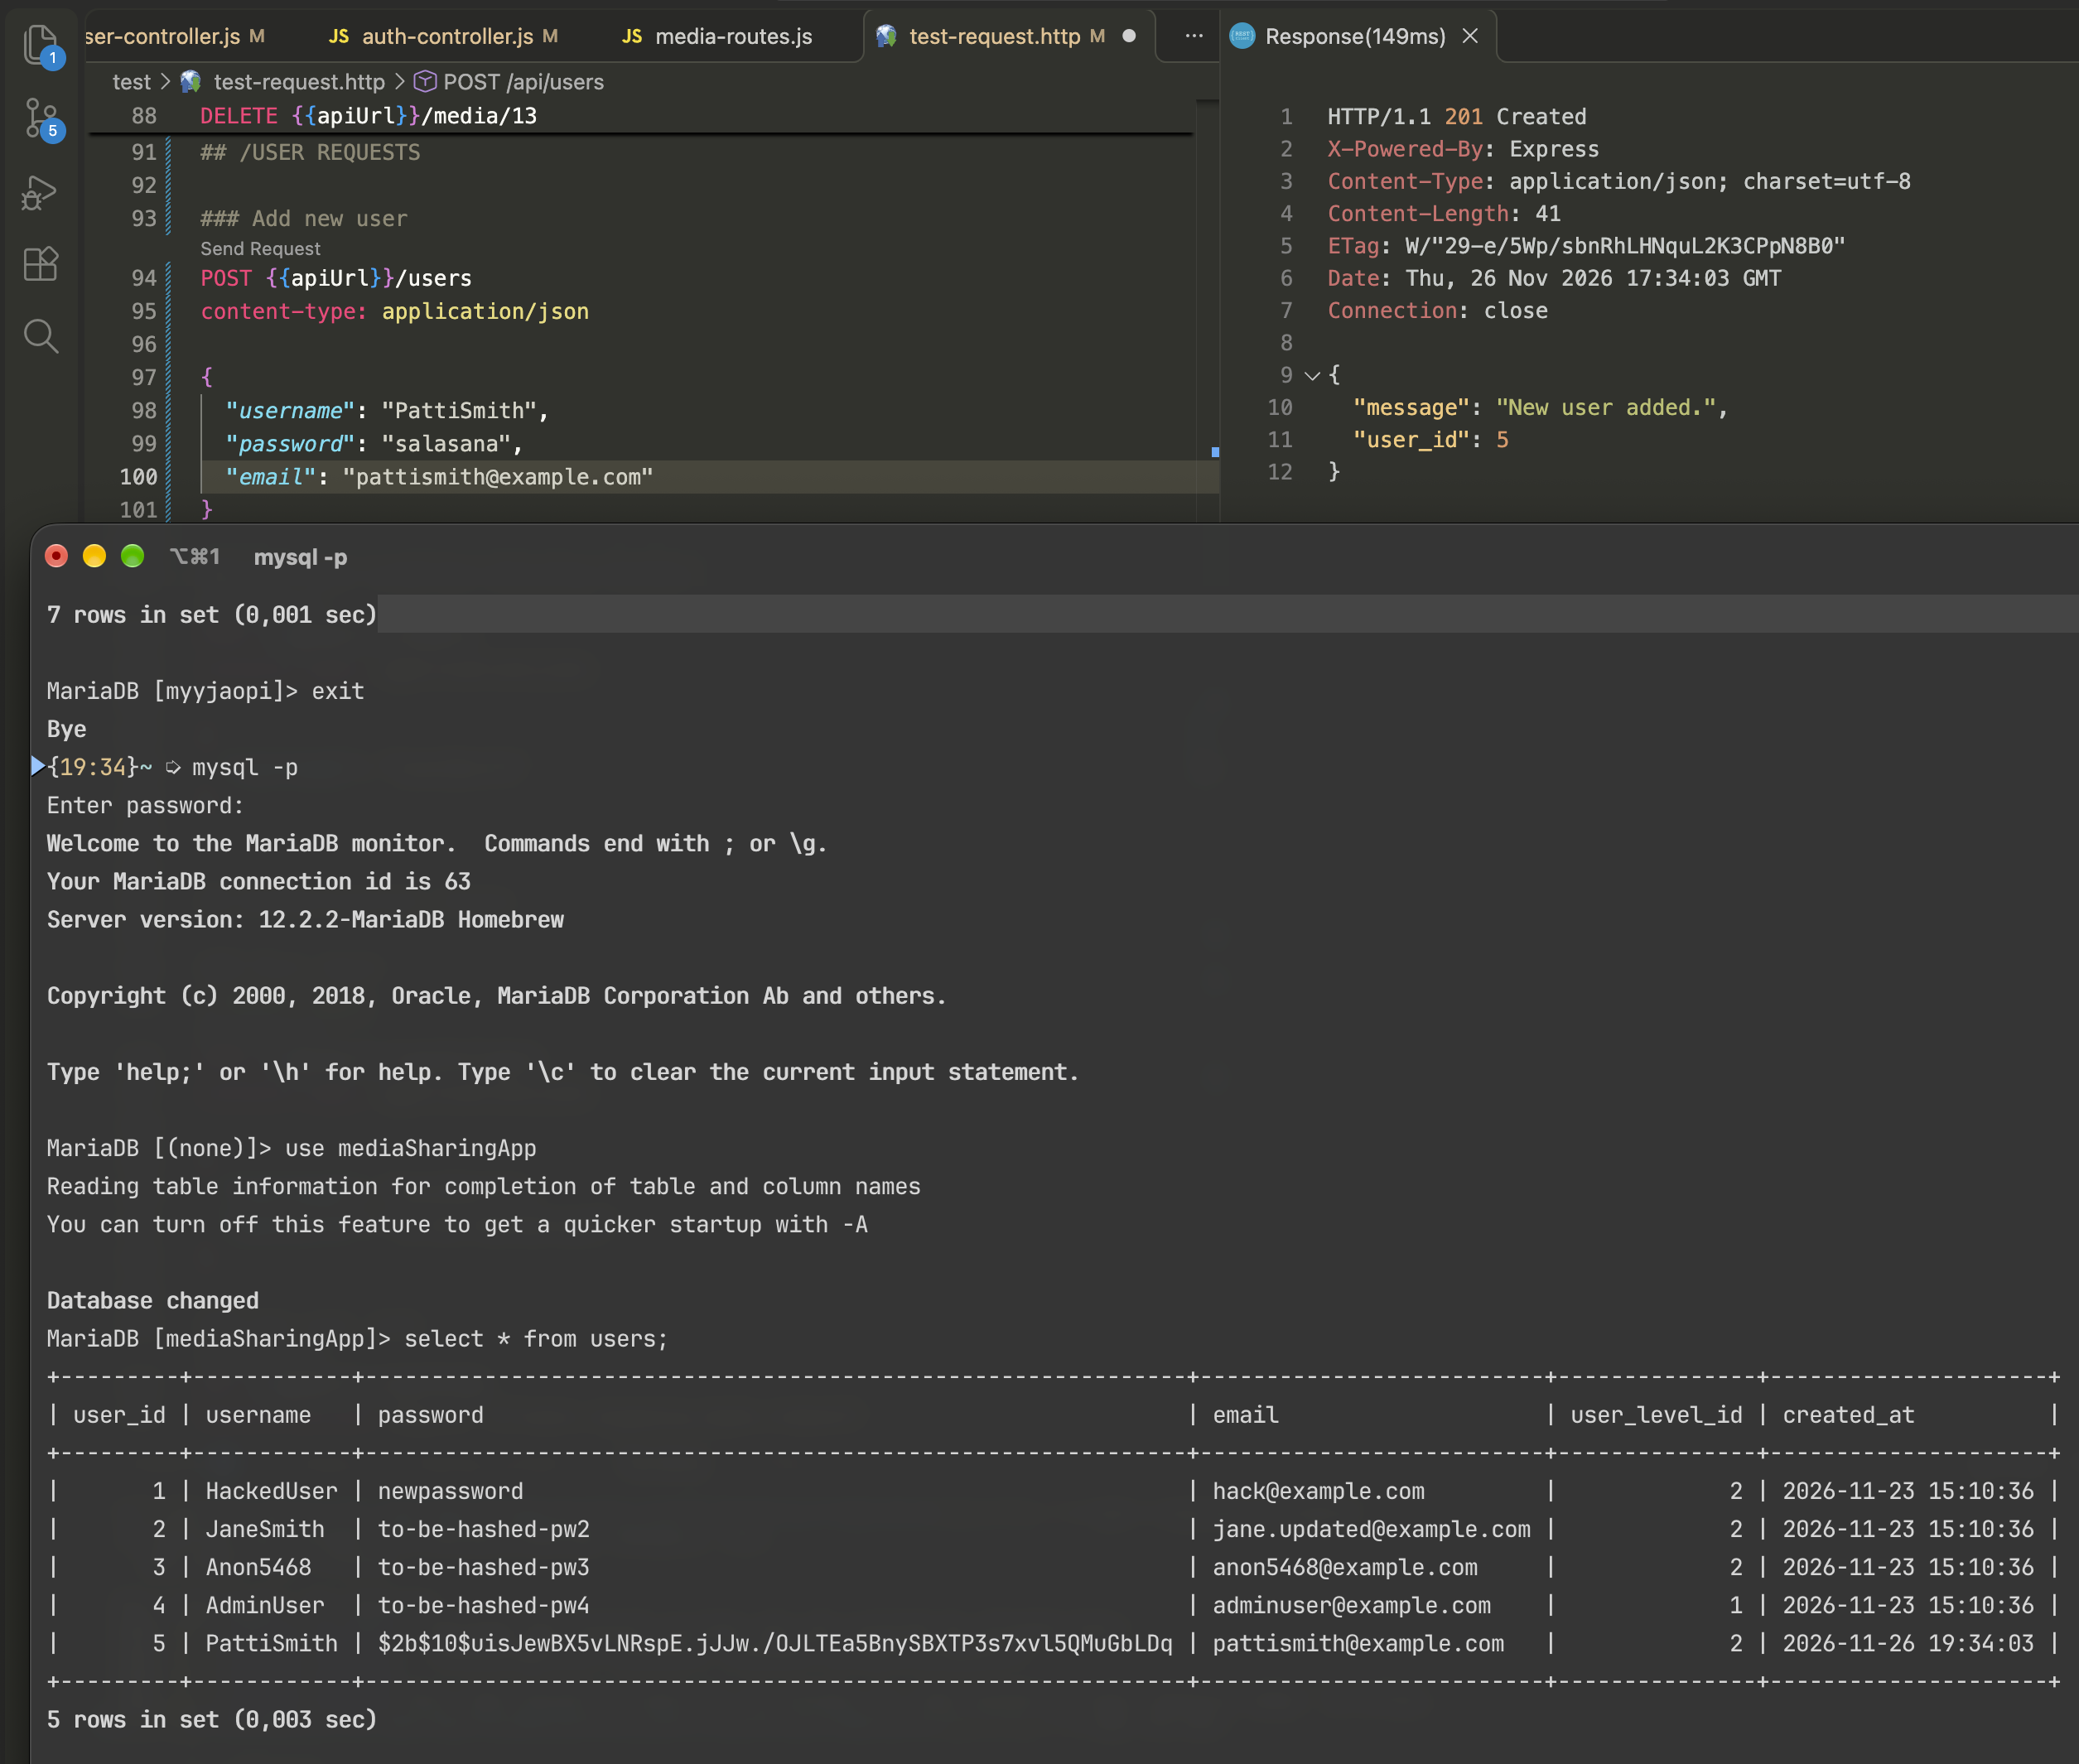 ser-controller.js M JS auth-controller.js M JS media-routes.js test-request.http M ● ··· Response(149ms) ×
1
5
test > test-request.http > POST /api/users
88 DELETE {{apiUrl}}/media/13
91 ## /USER REQUESTS
92
93 ### Add new user
Send Request
94 POST {{apiUrl}}/users
95 content-type: application/json
96
97 {
98 "username": "PattiSmith",
99 "password": "salasana",
100 "email": "pattismith@example.com"
101 }
1 HTTP/1.1 201 Created
2 X-Powered-By: Express
3 Content-Type: application/json; charset=utf-8
4 Content-Length: 41
5 ETag: W/"29-e/5Wp/sbnRhLHNquL2K3CPpN8B0"
6 Date: Thu, 26 Nov 2026 17:34:03 GMT
7 Connection: close
8
9 {
10 "message": "New user added.",
11 "user_id": 5
12 }
⌥⌘1 mysql -p
7 rows in set (0,001 sec)
MariaDB [myyjaopi]> exit
Bye
{19:34}~ ➩ mysql -p
Enter password:
Welcome to the MariaDB monitor.  Commands end with ; or \g.
Your MariaDB connection id is 63
Server version: 12.2.2-MariaDB Homebrew
Copyright (c) 2000, 2018, Oracle, MariaDB Corporation Ab and others.
Type 'help;' or '\h' for help. Type '\c' to clear the current input statement.
MariaDB [(none)]> use mediaSharingApp
Reading table information for completion of table and column names
You can turn off this feature to get a quicker startup with -A
Database changed
MariaDB [mediaSharingApp]> select * from users;
| user_id | username | password | email | user_level_id | created_at |
| 1 | HackedUser | newpassword | hack@example.com | 2 | 2026-11-23 15:10:36 |
| 2 | JaneSmith | to-be-hashed-pw2 | jane.updated@example.com | 2 | 2026-11-23 15:10:36 |
| 3 | Anon5468 | to-be-hashed-pw3 | anon5468@example.com | 2 | 2026-11-23 15:10:36 |
| 4 | AdminUser | to-be-hashed-pw4 | adminuser@example.com | 1 | 2026-11-23 15:10:36 |
| 5 | PattiSmith | $2b$10$uisJewBX5vLNRspE.jJJw./OJLTEa5BnySBXTP3s7xvl5QMuGbLDq | pattismith@example.com | 2 | 2026-11-26 19:34:03 |
5 rows in set (0,003 sec)